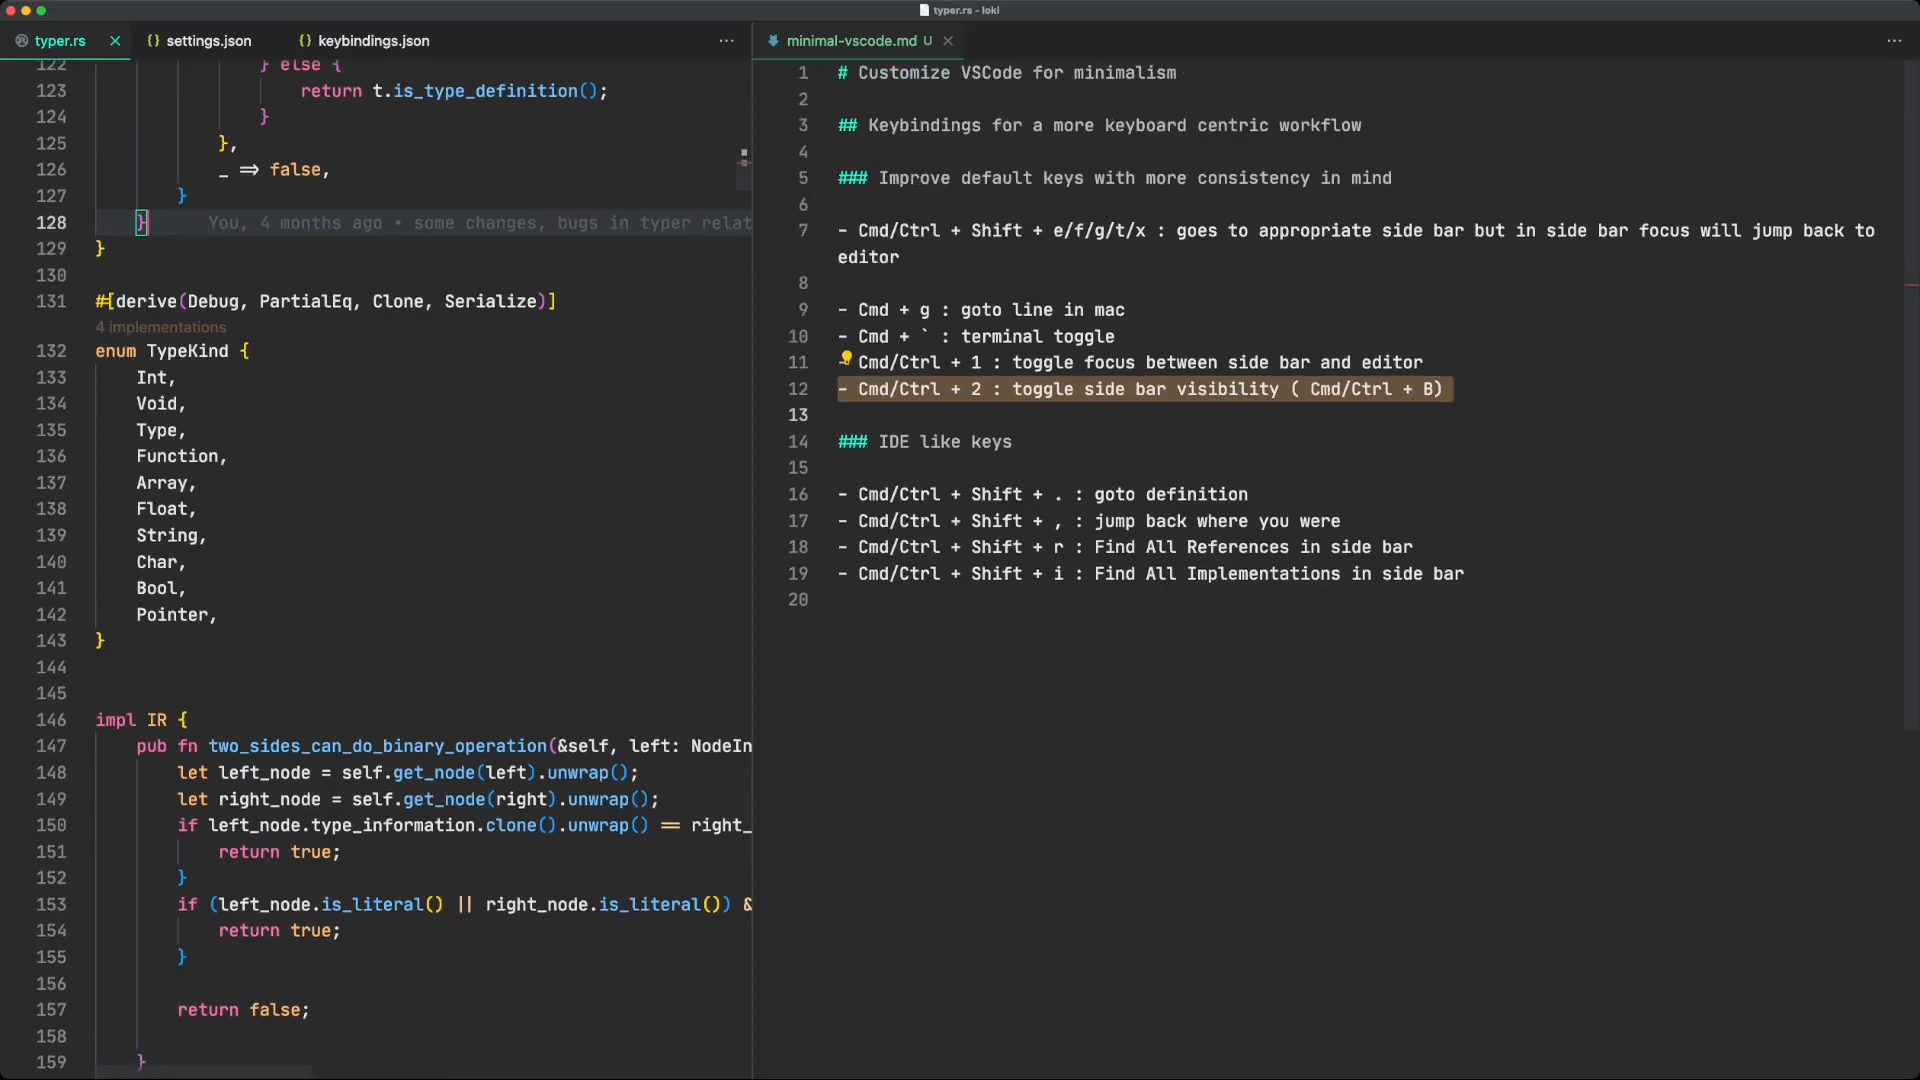 typer.rs - loki
typer.rs
settings.json
keybindings.json
...
122 } else {
123 return t.is_type_definition();
124 }
125 },
126 _ => false,
127 }
128 } You, 4 months ago • some changes, bugs in typer relat
129 }
130
131 #[derive(Debug, PartialEq, Clone, Serialize)]
4 implementations
132 enum TypeKind {
133 Int,
134 Void,
135 Type,
136 Function,
137 Array,
138 Float,
139 String,
140 Char,
141 Bool,
142 Pointer,
143 }
144
145
146 impl IR {
147 pub fn two_sides_can_do_binary_operation(&self, left: NodeIn
148 let left_node = self.get_node(left).unwrap();
149 let right_node = self.get_node(right).unwrap();
150 if left_node.type_information.clone().unwrap() == right_
151 return true;
152 }
153 if (left_node.is_literal() || right_node.is_literal()) &
154 return true;
155 }
156
157 return false;
158
159 }
minimal-vscode.md U
...
1 # Customize VSCode for minimalism
2
3 ## Keybindings for a more keyboard centric workflow
4
5 ### Improve default keys with more consistency in mind
6
7 - Cmd/Ctrl + Shift + e/f/g/t/x : goes to appropriate side bar but in side bar focus will jump back to
editor
8
9 - Cmd + g : goto line in mac
10 - Cmd + ` : terminal toggle
11 - Cmd/Ctrl + 1 : toggle focus between side bar and editor
12 - Cmd/Ctrl + 2 : toggle side bar visibility ( Cmd/Ctrl + B)
13
14 ### IDE like keys
15
16 - Cmd/Ctrl + Shift + . : goto definition
17 - Cmd/Ctrl + Shift + , : jump back where you were
18 - Cmd/Ctrl + Shift + r : Find All References in side bar
19 - Cmd/Ctrl + Shift + i : Find All Implementations in side bar
20